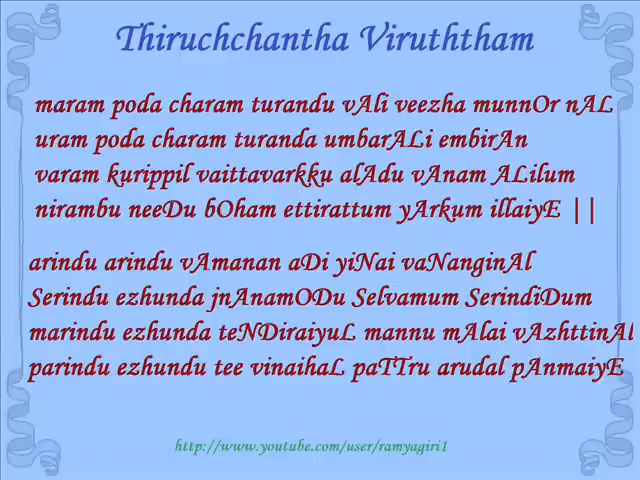 Thiruchchantha Viruththam
maram poda charam turandu vAli veezha munnOr nAL
uram poda charam turanda umbarALi embirAn
varam kurippil vaittavarkku alAdu vAnam ALilum
nirambu neeDu bOham ettirattum yArkum illaiyE ||
arindu arindu vAmanan aDi yiNai vaNanginAl
Serindu ezhunda jnAnamODu Selvamum SerindiDum
marindu ezhunda teNDiraiyuL mannu mAlai vAzhttinAl
parindu ezhundu tee vinaihaL paTTru arudal pAnmaiyE
http://www.youtube.com/user/ramyagiri1